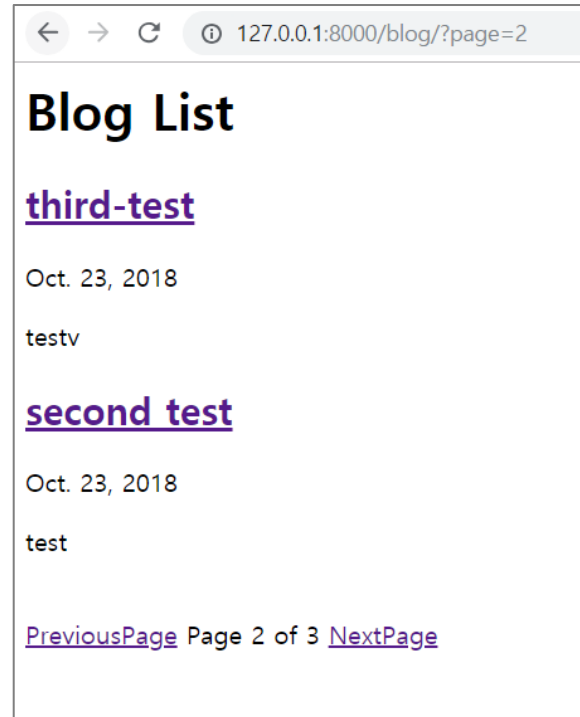 127.0.0.1:8000/blog/?page=2
Blog List
third-test
Oct. 23, 2018
testv
second test
Oct. 23, 2018
test
PreviousPage Page 2 of 3 NextPage